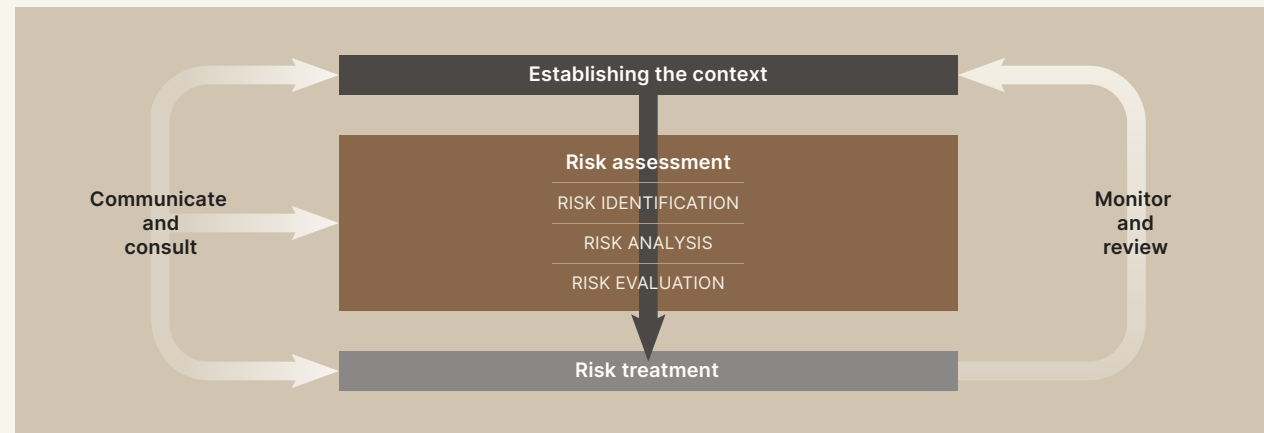 Establishing the context
Risk assessment
RISK IDENTIFICATION
RISK ANALYSIS
RISK EVALUATION
Risk treatment
Communicate
and
consult
Monitor
and
review